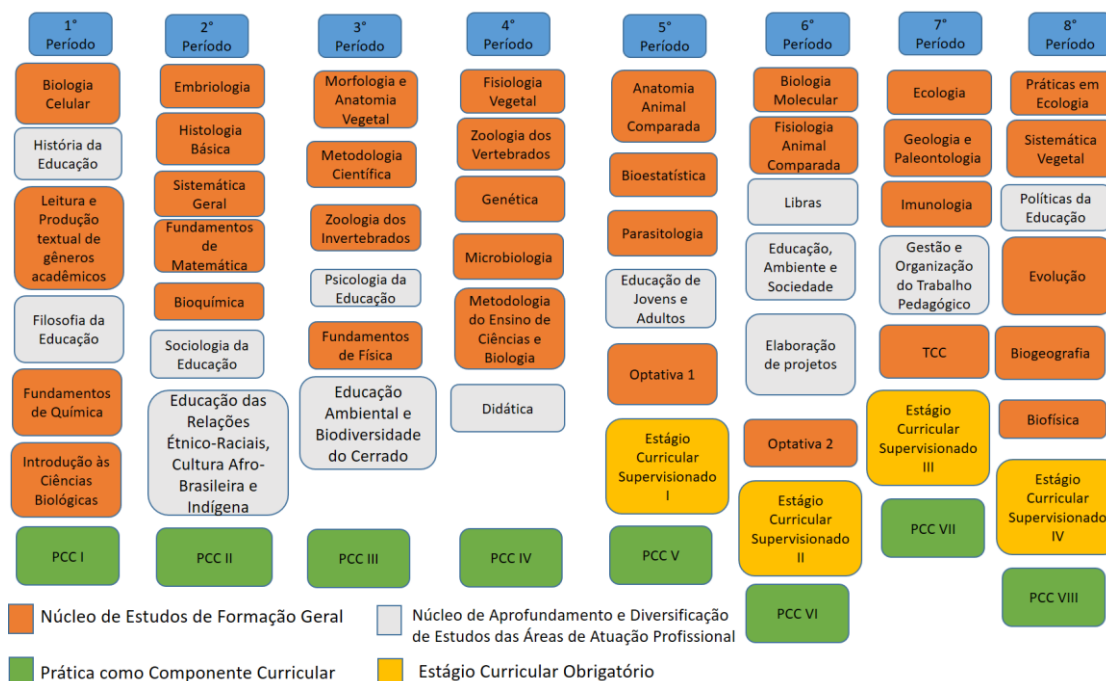 1°
Período
Biologia
Celular
História da
Educação
Leitura e
Produção
textual de
gêneros
acadêmicos
Filosofia da
Educação
Fundamentos
de Química
Introdução às
Ciências
Biológicas
PCC I
2°
Período
Embriologia
Histologia
Básica
Sistemática
Geral
Fundamentos
de
Matemática
Bioquímica
Sociologia da
Educação
Educação das
Relações
Étnico-Raciais,
Cultura Afro-
Brasileira e
Indígena
PCC II
3°
Período
Morfologia e
Anatomia
Vegetal
Metodologia
Científica
Zoologia dos
Invertebrados
Psicologia da
Educação
Fundamentos
de Física
Educação
Ambiental e
Biodiversidade
do Cerrado
PCC III
4°
Período
Fisiologia
Vegetal
Zoologia dos
Vertebrados
Genética
Microbiologia
Metodologia
do Ensino de
Ciências e
Biologia
Didática
PCC IV
5°
Período
Anatomia
Animal
Comparada
Bioestatística
Parasitologia
Educação de
Jovens e
Adultos
Optativa 1
Estágio
Curricular
Supervisionado
I
PCC V
6°
Período
Biologia
Molecular
Fisiologia
Animal
Comparada
Libras
Educação,
Ambiente e
Sociedade
Elaboração
de projetos
Optativa 2
Estágio
Curricular
Supervisionado
II
PCC VI
7°
Período
Ecologia
Geologia e
Paleontologia
Imunologia
Gestão e
Organização
do Trabalho
Pedagógico
TCC
Estágio
Curricular
Supervisionado
III
PCC VII
8°
Período
Práticas em
Ecologia
Sistemática
Vegetal
Políticas da
Educação
Evolução
Biogeografia
Biofísica
Estágio
Curricular
Supervisionado
IV
PCC VIII
Núcleo de Estudos de Formação Geral
Núcleo de Aprofundamento e Diversificação
de Estudos das Áreas de Atuação Profissional
Prática como Componente Curricular
Estágio Curricular Obrigatório